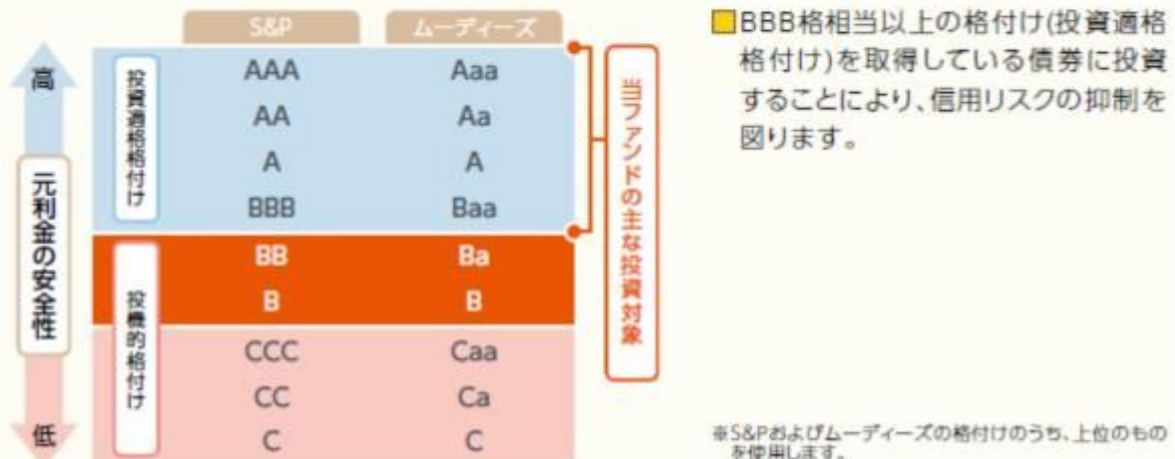 S&P ムーディーズ
高
元利金の安全性
低
投資適格格付け
AAA Aaa
AA Aa
A A
BBB Baa
投機的格付け
BB Ba
B B
CCC Caa
CC Ca
C C
当ファンドの主な投資対象
BBB格相当以上の格付け(投資適格
格付け)を取得している債券に投資
することにより、信用リスクの抑制を
図ります。
※S&Pおよびムーディーズの格付けのうち、上位のもの
を使用します。